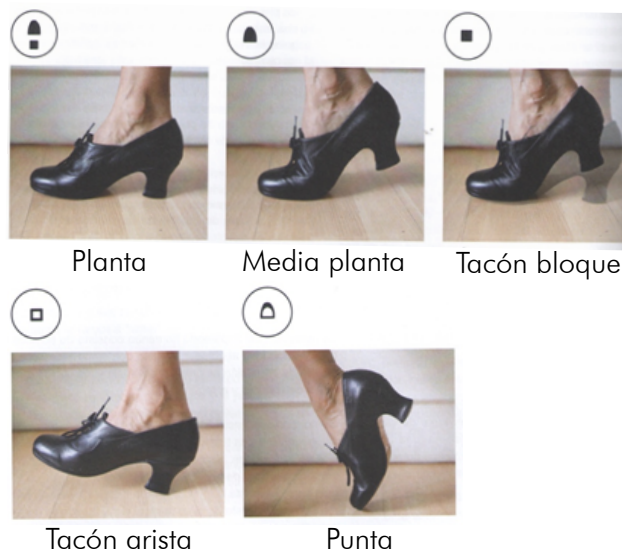 Planta
Media planta
Tacón bloque
Tacón arista
Punta